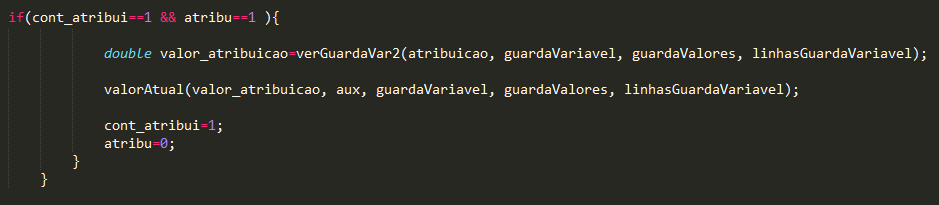 if(cont_atribui==1 && atribu==1 ){
double valor_atribuicao=verGuardaVar2(atribuicao, guardaVariavel, guardaValores, linhasGuardaVariavel);
valorAtual(valor_atribuicao, aux, guardaVariavel, guardaValores, linhasGuardaVariavel);
cont_atribui=1;
atribu=0;
}
}